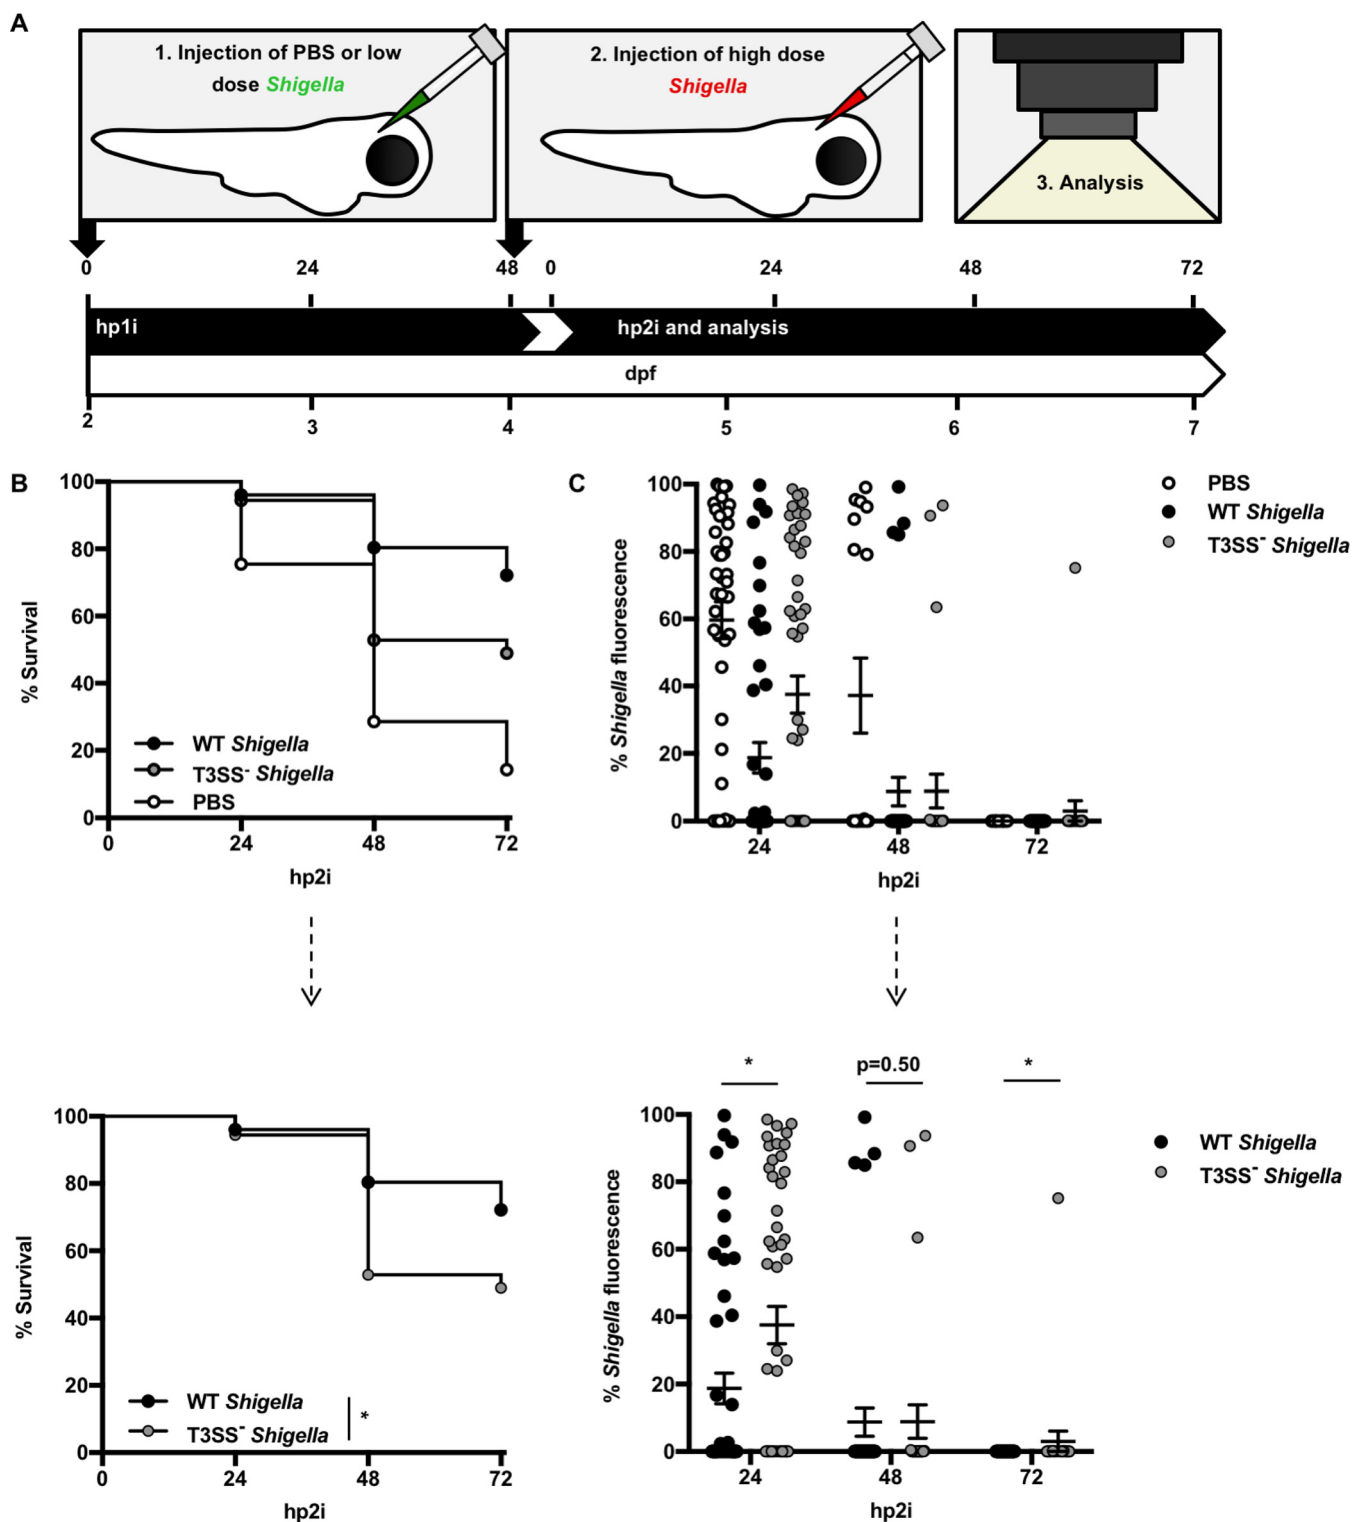 A
1. Injection of PBS or low
dose Shigella
2. Injection of high dose
Shigella
3. Analysis
0 24 48 0 24 48 72
hp1i hp2i and analysis
dpf
2 3 4 5 6 7
B
100
80
60
40
20
0
% Survival
WT Shigella
T3SS- Shigella
PBS
0 24 48 72
hp2i
C
100
80
60
40
20
0
% Shigella fluorescence
24 48 72
hp2i
PBS
WT Shigella
T3SS- Shigella
100
80
60
40
20
0
% Survival
WT Shigella
T3SS- Shigella
*
0 24 48 72
hp2i
* p=0.50 *
100
80
60
40
20
0
% Shigella fluorescence
24 48 72
hp2i
WT Shigella
T3SS- Shigella